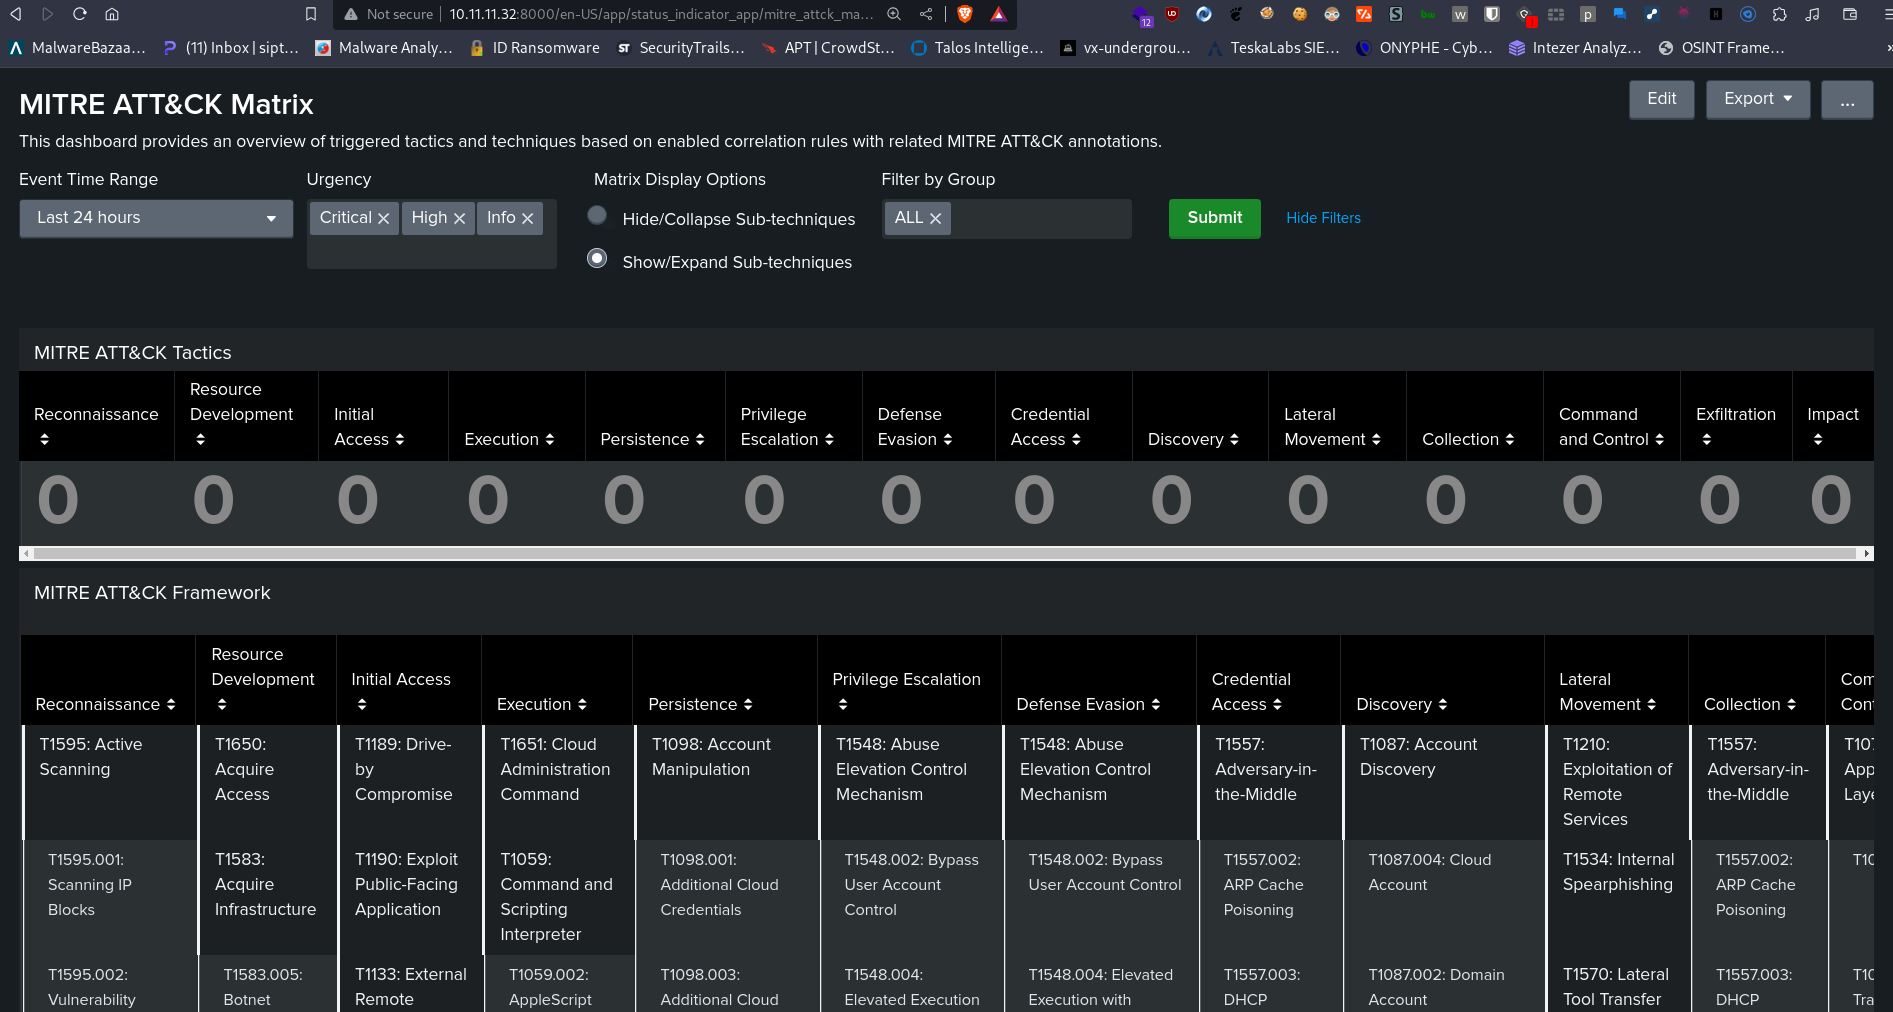 Not secure 10.11.11.32:8000/en-US/app/status_indicator_app/mitre_attck_ma...
12
MalwareBazaa... (11) Inbox | sipt... Malware Analy... ID Ransomware SecurityTrails... APT | CrowdSt... Talos Intellige... vx-undergrou... TeskaLabs SIE... ONYPHE - Cyb... Intezer Analyz... OSINT Frame... »
MITRE ATT&CK Matrix
Edit Export ...
This dashboard provides an overview of triggered tactics and techniques based on enabled correlation rules with related MITRE ATT&CK annotations.
Event Time Range Urgency Matrix Display Options Filter by Group
Last 24 hours Critical High Info Hide/Collapse Sub-techniques ALL Submit Hide Filters
Show/Expand Sub-techniques
MITRE ATT&CK Tactics
Reconnaissance
Resource
Development
Initial
Access
Execution
Persistence
Privilege
Escalation
Defense
Evasion
Credential
Access
Discovery
Lateral
Movement
Collection
Command
and Control
Exfiltration
Impact
0 0 0 0 0 0 0 0 0 0 0 0 0 0
MITRE ATT&CK Framework
Reconnaissance
Resource
Development
Initial Access
Execution
Persistence
Privilege Escalation
Defense Evasion
Credential
Access
Discovery
Lateral
Movement
Collection
Com
Cont
T1595: Active
Scanning
T1650:
Acquire
Access
T1189: Drive-
by
Compromise
T1651: Cloud
Administration
Command
T1098: Account
Manipulation
T1548: Abuse
Elevation Control
Mechanism
T1548: Abuse
Elevation Control
Mechanism
T1557:
Adversary-in-
the-Middle
T1087: Account
Discovery
T1210:
Exploitation of
Remote
Services
T1557:
Adversary-in-
the-Middle
T107
App
Laye
T1595.001:
Scanning IP
Blocks
T1583:
Acquire
Infrastructure
T1190: Exploit
Public-Facing
Application
T1059:
Command and
Scripting
Interpreter
T1098.001:
Additional Cloud
Credentials
T1548.002: Bypass
User Account
Control
T1548.002: Bypass
User Account Control
T1557.002:
ARP Cache
Poisoning
T1087.004: Cloud
Account
T1534: Internal
Spearphishing
T1557.002:
ARP Cache
Poisoning
T10
T1595.002:
Vulnerability
T1583.005:
Botnet
T1133: External
Remote
T1059.002:
AppleScript
T1098.003:
Additional Cloud
T1548.004:
Elevated Execution
T1548.004: Elevated
Execution with
T1557.003:
DHCP
T1087.002: Domain
Account
T1570: Lateral
Tool Transfer
T1557.003:
DHCP
T10
Tra